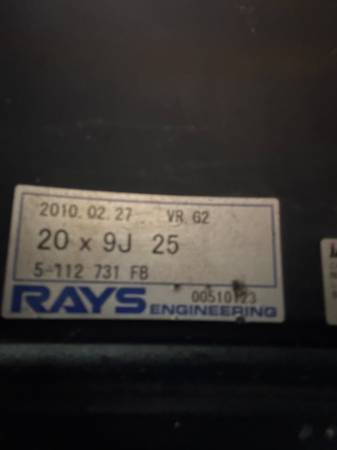 2010.02.27 VR.G2
20 x 9J 25
5-112 731 FB
00510123
RAYS ENGINEERING